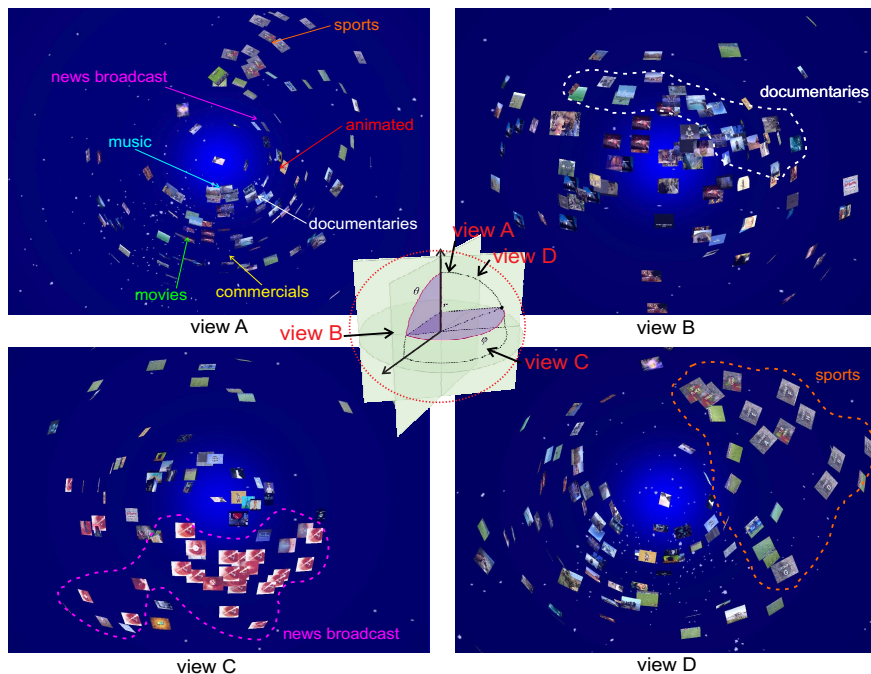 sports
news broadcast
animated
music
documentaries
movies
commercials
view A
documentaries
view B
view A
view D
θ
r
view B
φ
view C
news broadcast
view C
sports
view D